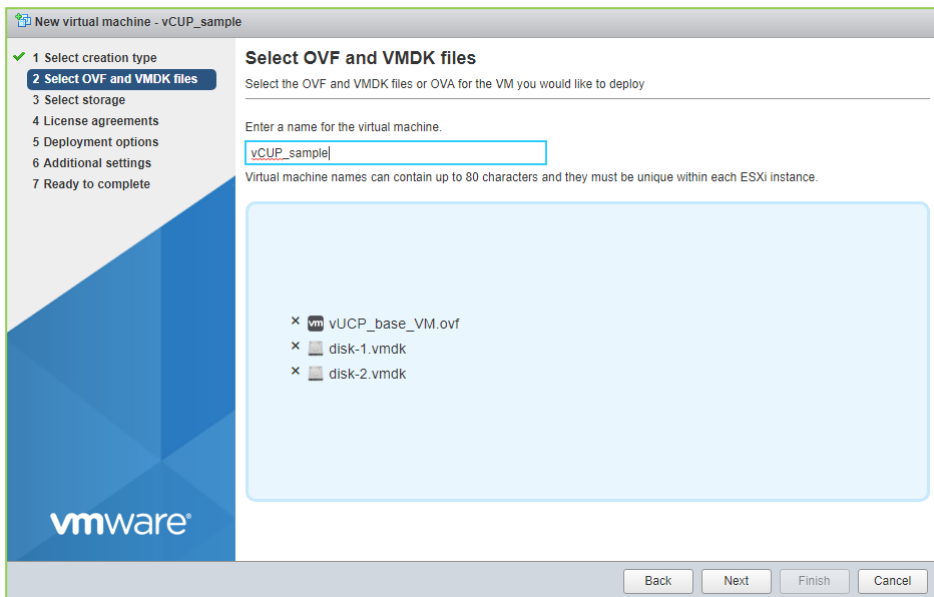 New virtual machine - vCUP_sample
1 Select creation type
2 Select OVF and VMDK files
3 Select storage
4 License agreements
5 Deployment options
6 Additional settings
7 Ready to complete
vmware®
Select OVF and VMDK files
Select the OVF and VMDK files or OVA for the VM you would like to deploy
Enter a name for the virtual machine.
vCUP_sample
Virtual machine names can contain up to 80 characters and they must be unique within each ESXi instance.
vm vUCP_base_VM.ovf
disk-1.vmdk
disk-2.vmdk
Back Next Finish Cancel